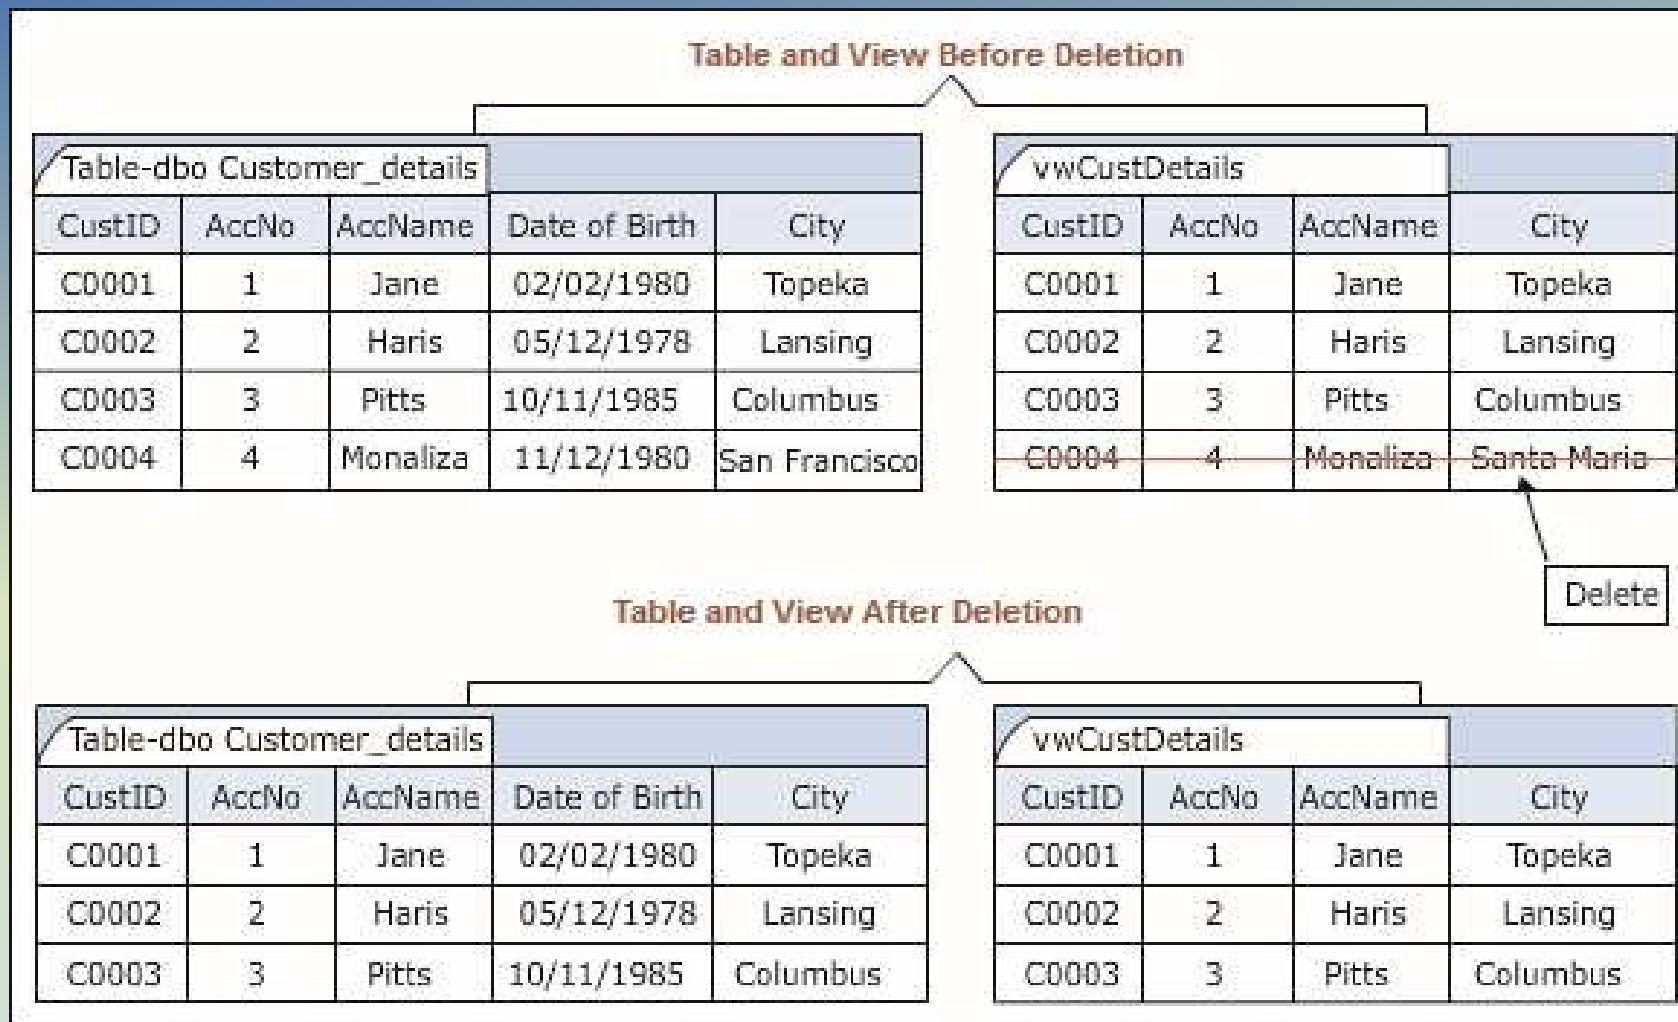 Table and View Before Deletion
Table-dbo Customer_details
CustID AccNo AccName Date of Birth City
C0001 1 Jane 02/02/1980 Topeka
C0002 2 Haris 05/12/1978 Lansing
C0003 3 Pitts 10/11/1985 Columbus
C0004 4 Monaliza 11/12/1980 San Francisco
vwCustDetails
CustID AccNo AccName City
C0001 1 Jane Topeka
C0002 2 Haris Lansing
C0003 3 Pitts Columbus
C0004 4 Monaliza Santa Maria
Delete
Table and View After Deletion
Table-dbo Customer_details
CustID AccNo AccName Date of Birth City
C0001 1 Jane 02/02/1980 Topeka
C0002 2 Haris 05/12/1978 Lansing
C0003 3 Pitts 10/11/1985 Columbus
vwCustDetails
CustID AccNo AccName City
C0001 1 Jane Topeka
C0002 2 Haris Lansing
C0003 3 Pitts Columbus